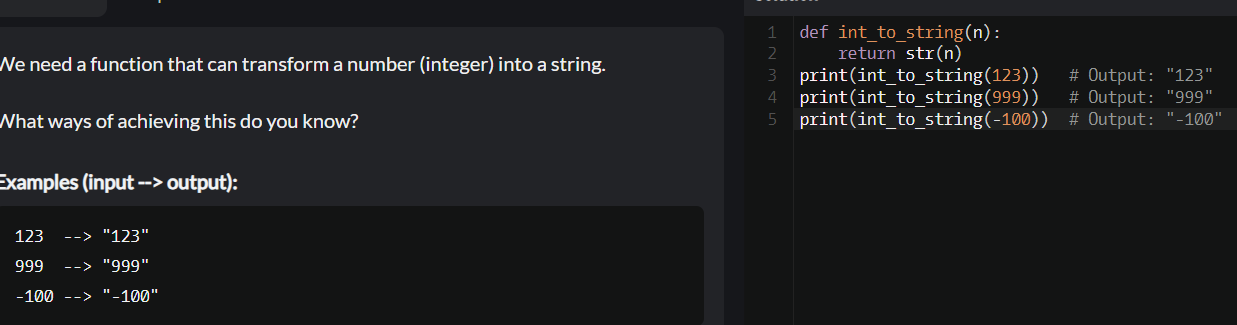 We need a function that can transform a number (integer) into a string.
What ways of achieving this do you know?
Examples (input --> output):
123  --> "123"
999  --> "999"
-100 --> "-100"
1 def int_to_string(n):
2     return str(n)
3 print(int_to_string(123))   # Output: "123"
4 print(int_to_string(999))   # Output: "999"
5 print(int_to_string(-100))  # Output: "-100"